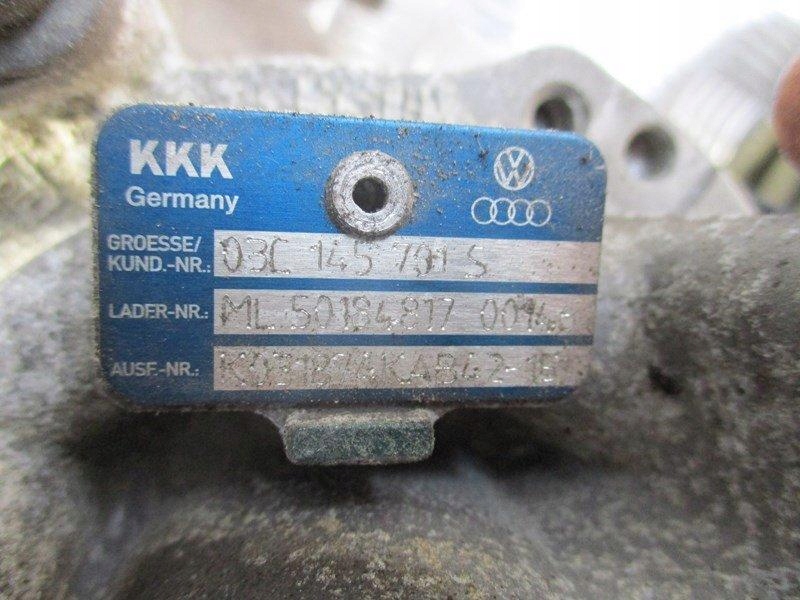 KKK
Germany
GROESSE/
KUND.-NR.: 03C 145 701 S
LADER-NR.: ML 50184817
AUSF.-NR.: